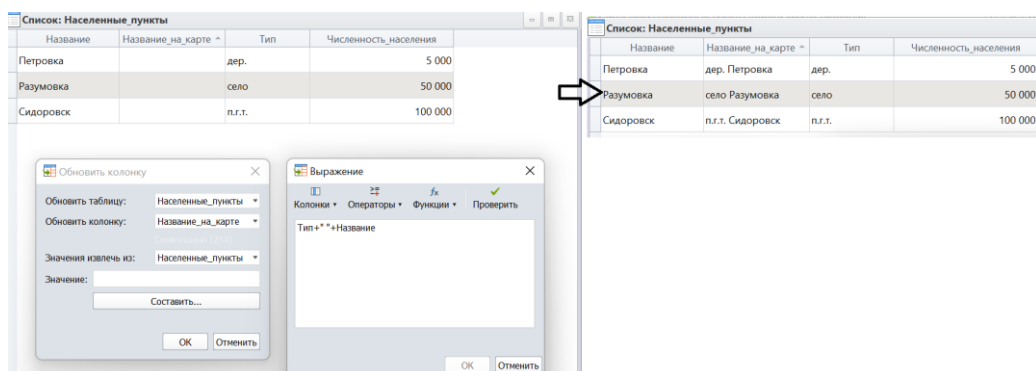 Список: Населенные_пункты
Название Название_на_карте Тип Численность_населения
Петровка дер. 5 000
Разумовка село 50 000
Сидоровск п.г.т. 100 000
Список: Населенные_пункты
Название Название_на_карте Тип Численность_населения
Петровка дер. Петровка дер. 5 000
Разумовка село Разумовка село 50 000
Сидоровск п.г.т. Сидоровск п.г.т. 100 000
Обновить колонку
Обновить таблицу: Населенные_пункты
Обновить колонку: Название_на_карте
Значения извлечь из: Населенные_пункты
Значение:
Составить...
OK Отменить
Выражение
Колонки Операторы Функции Проверить
Тип+" "+Название
OK Отменить